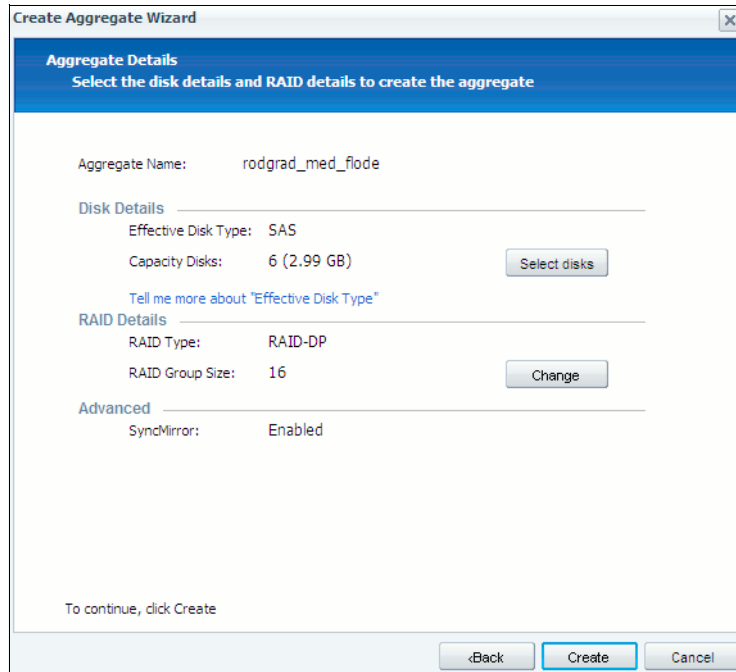 Create Aggregate Wizard
Aggregate Details
Select the disk details and RAID details to create the aggregate
Aggregate Name: rodgrad_med_flode
Disk Details
Effective Disk Type: SAS
Capacity Disks: 6 (2.99 GB) Select disks
Tell me more about "Effective Disk Type"
RAID Details
RAID Type: RAID-DP
RAID Group Size: 16 Change
Advanced
SyncMirror: Enabled
To continue, click Create
‹Back Create Cancel